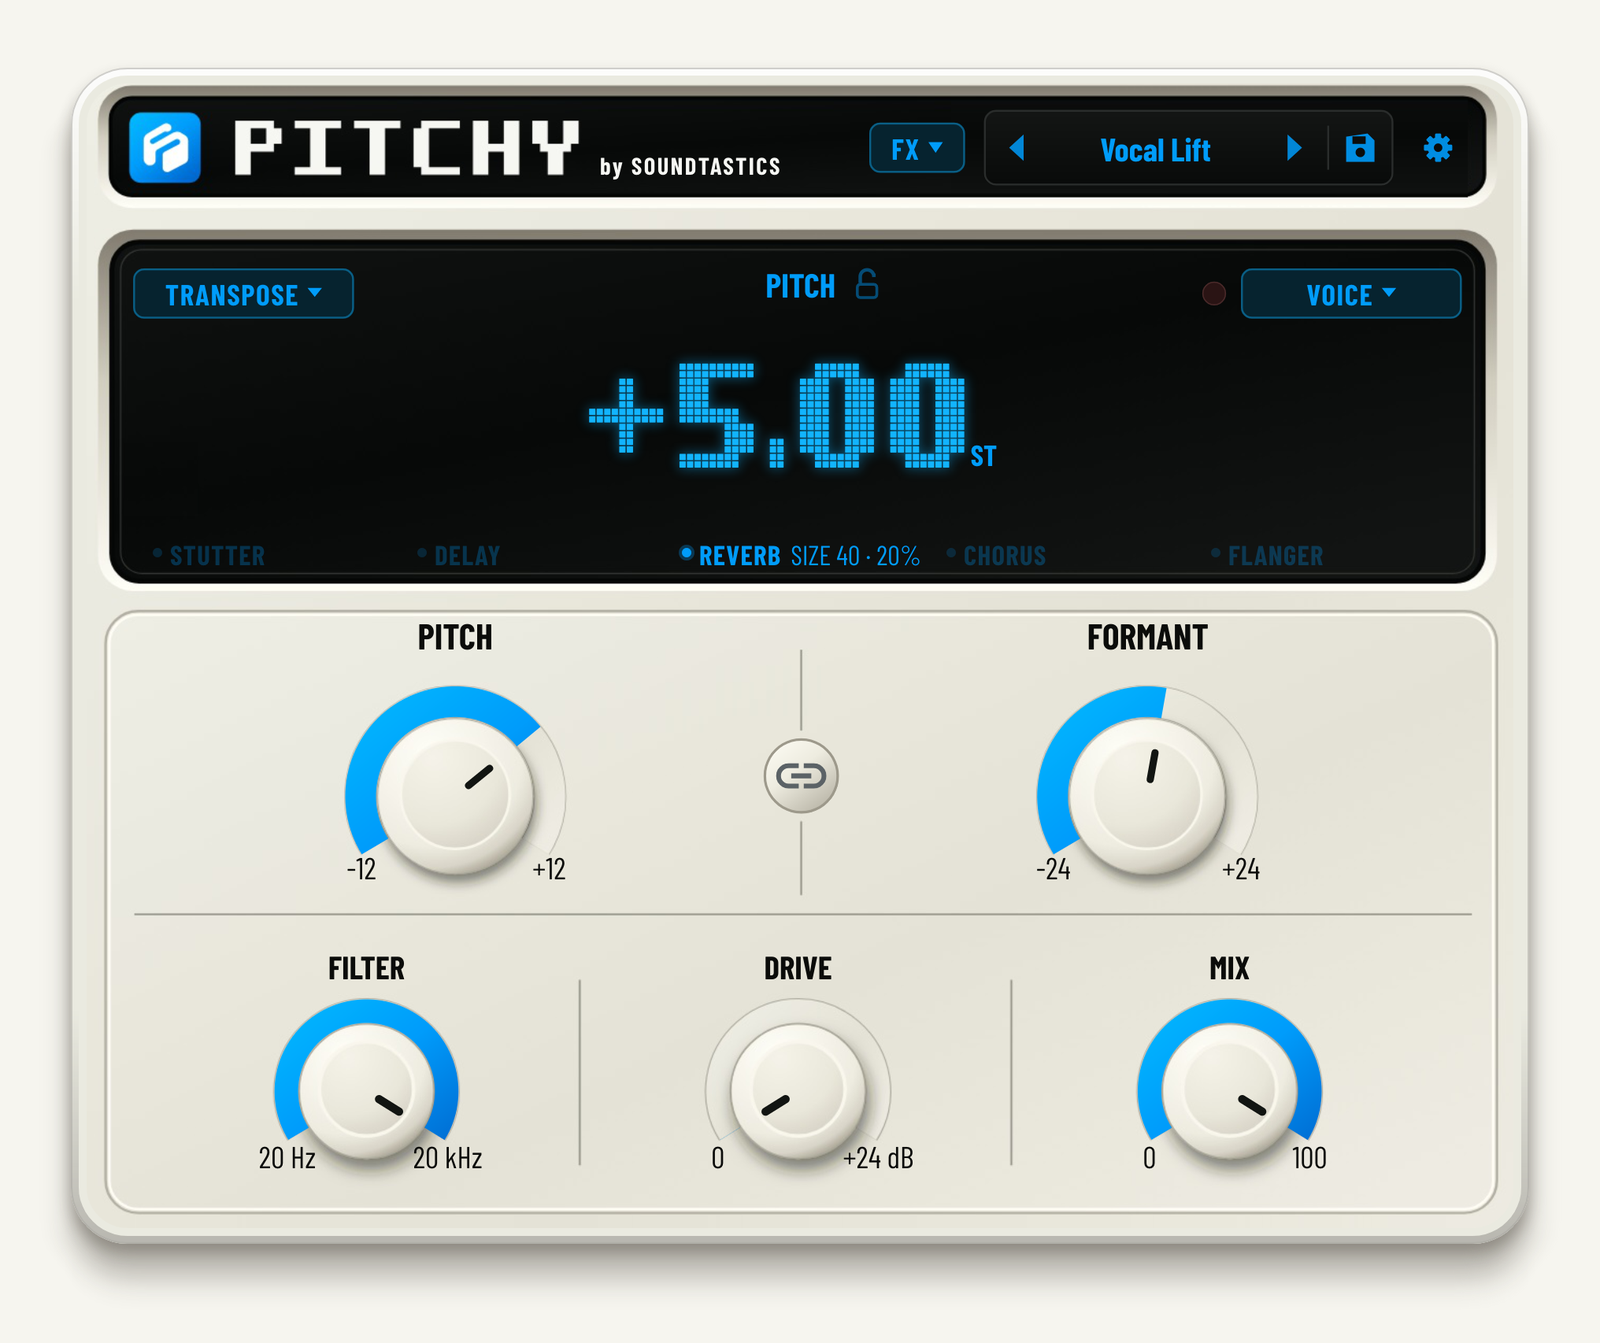 PITCHY by SOUNDTASTICS
FX
Vocal Lift
TRANSPOSE
PITCH
VOICE
+5.00 ST
STUTTER
DELAY
REVERB SIZE 40 · 20%
CHORUS
FLANGER
PITCH
FORMANT
-12
+12
-24
+24
FILTER
DRIVE
MIX
20 Hz
20 kHz
0
+24 dB
0
100